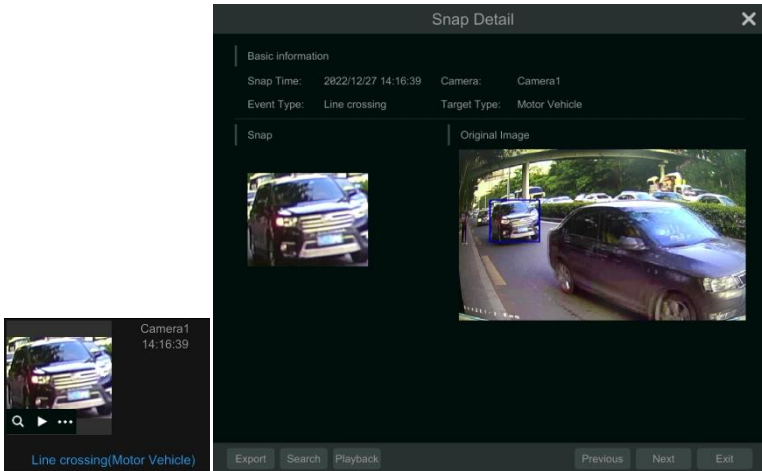 Snap Detail
Basic information
Snap Time: 2022/12/27 14:16:39 Camera: Camera1
Event Type: Line crossing Target Type: Motor Vehicle
Snap Original Image
Camera1
14:16:39
Line crossing(Motor Vehicle)
Export Search Playback Previous Next Exit